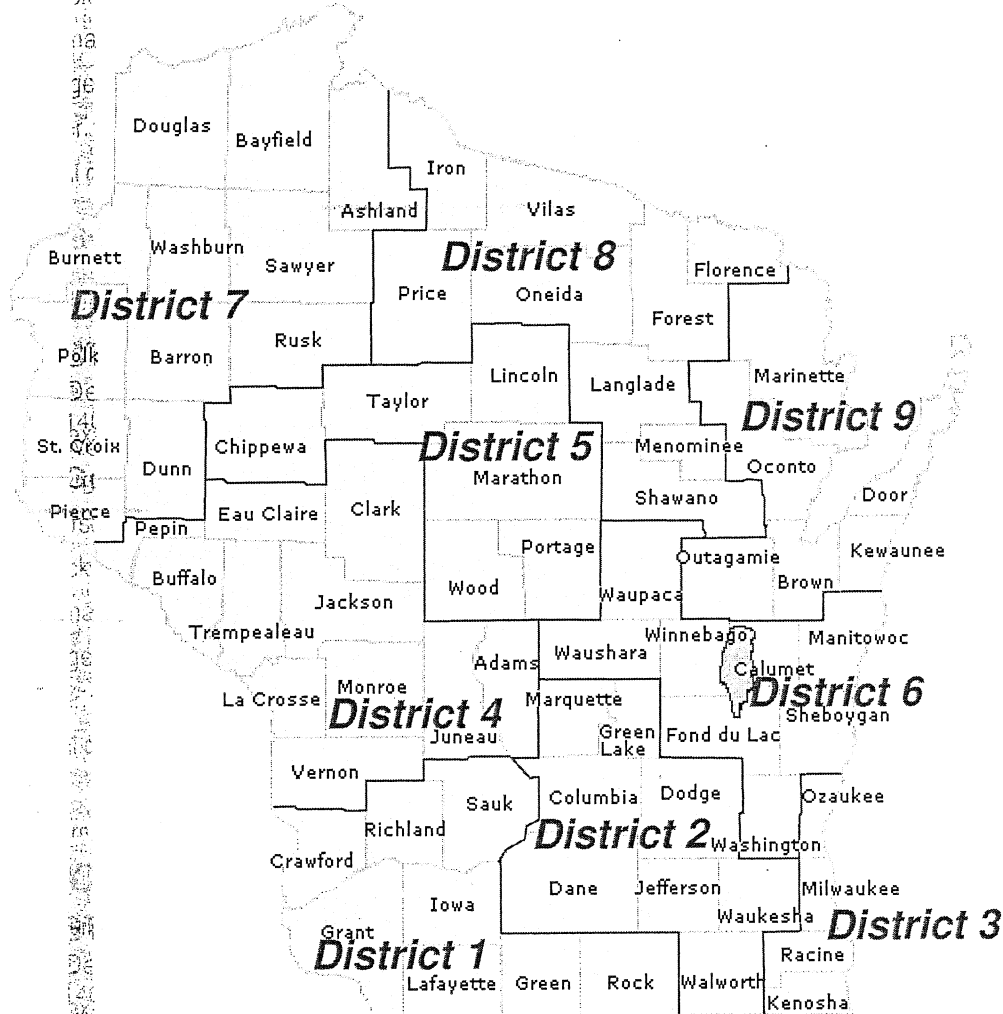 Douglas
Bayfield
Iron
Ashland
Vilas
Burnett
Washburn
Sawyer
District 8
Florence
Price
Oneida
District 7
Forest
Rusk
Polk
Barron
Lincoln
Langlade
Marinette
Taylor
District 9
St. Croix
Chippewa
District 5
Menominee
Dunn
Marathon
Oconto
Shawano
Door
Pierce
Pepin
Eau Claire
Clark
Portage
Outagamie
Kewaunee
Buffalo
Wood
Waupaca
Brown
Jackson
Trempealeau
Winnebago
Manitowoc
Adams
Waushara
Calumet
La Crosse
Monroe
Marquette
District 6
District 4
Sheboygan
Juneau
Green
Lake
Fond du Lac
Vernon
Sauk
Columbia
Dodge
Ozaukee
Richland
District 2
Washington
Crawford
Dane
Jefferson
Milwaukee
Iowa
Waukesha
District 3
Grant
District 1
Racine
Lafayette
Green
Rock
Walworth
Kenosha